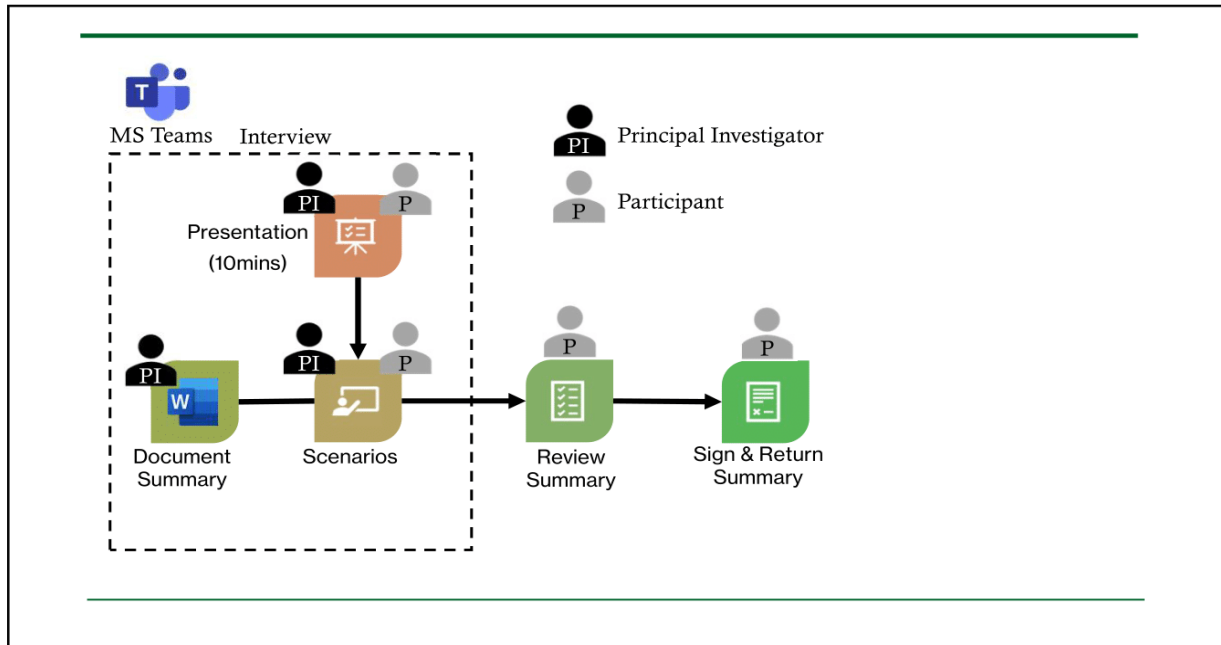 T
MS Teams Interview
PI Principal Investigator
PI P
P Participant
Presentation
(10mins)
PI P
P
P
PI
W
Document
Summary
Scenarios
Review
Summary
Sign & Return
Summary